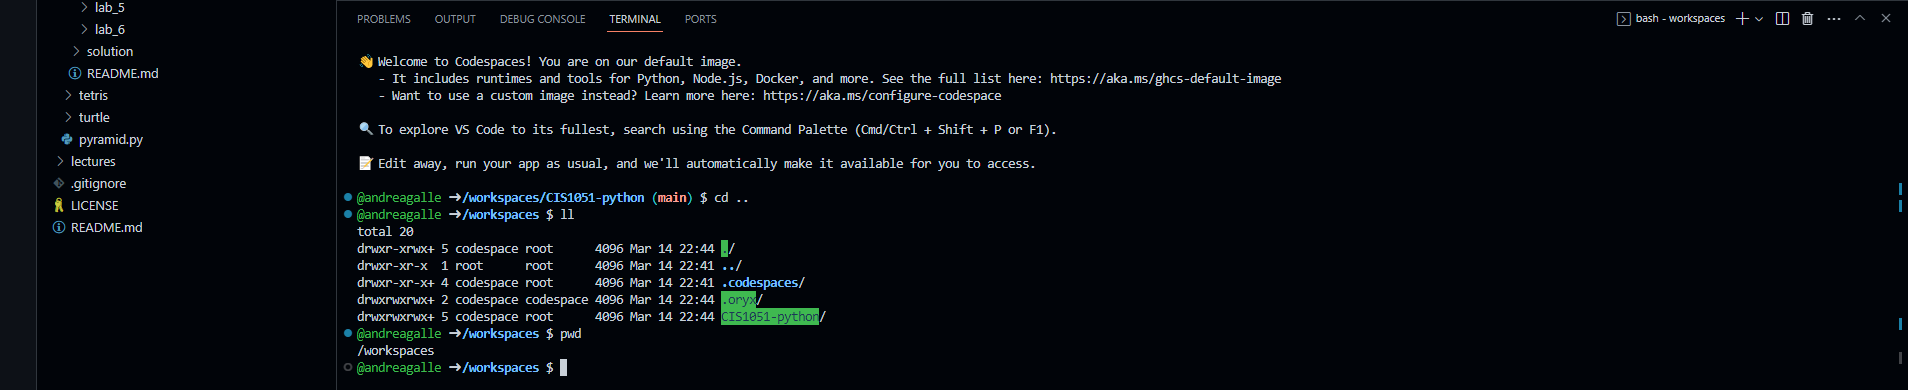 lab_5
lab_6
solution
README.md
tetris
turtle
pyramid.py
lectures
.gitignore
LICENSE
README.md
PROBLEMS OUTPUT DEBUG CONSOLE TERMINAL PORTS
bash - workspaces
👋 Welcome to Codespaces! You are on our default image.
- It includes runtimes and tools for Python, Node.js, Docker, and more. See the full list here: https://aka.ms/ghcs-default-image
- Want to use a custom image instead? Learn more here: https://aka.ms/configure-codespace
🔍 To explore VS Code to its fullest, search using the Command Palette (Cmd/Ctrl + Shift + P or F1).
📝 Edit away, run your app as usual, and we'll automatically make it available for you to access.
@andreagalle ➜/workspaces/CIS1051-python (main) $ cd ..
@andreagalle ➜/workspaces $ ll
total 20
drwxr-xrwx+ 5 codespace root      4096 Mar 14 22:44 ./
drwxr-xr-x  1 root      root      4096 Mar 14 22:41 ../
drwxr-xr-x+ 4 codespace root      4096 Mar 14 22:41 .codespaces/
drwxrwxrwx+ 2 codespace codespace 4096 Mar 14 22:44 .oryx/
drwxrwxrwx+ 5 codespace root      4096 Mar 14 22:44 CIS1051-python/
@andreagalle ➜/workspaces $ pwd
/workspaces
@andreagalle ➜/workspaces $